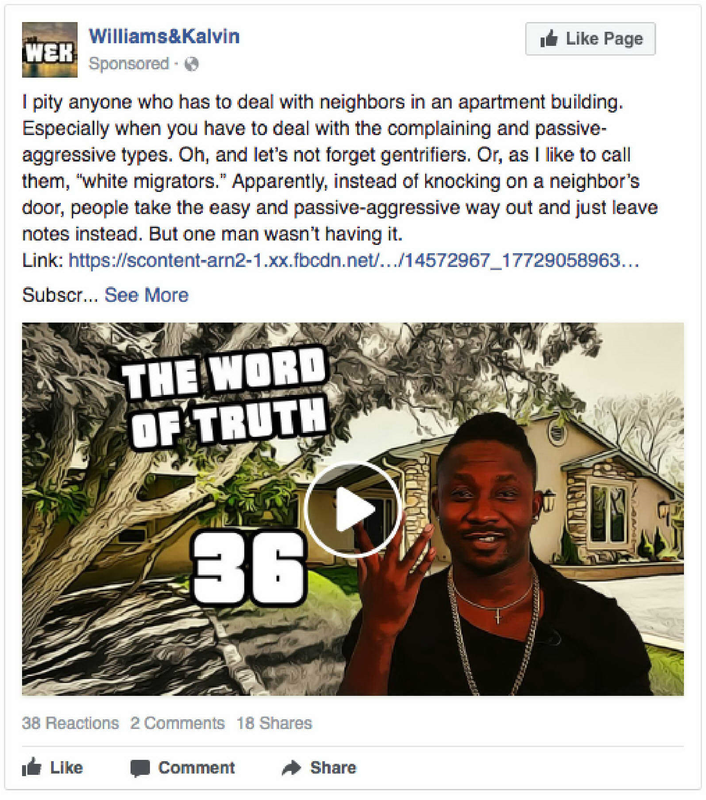 WEK
Williams&Kalvin
Like Page
Sponsored ·
I pity anyone who has to deal with neighbors in an apartment building.
Especially when you have to deal with the complaining and passive-
aggressive types. Oh, and let's not forget gentrifiers. Or, as I like to call
them, “white migrators.” Apparently, instead of knocking on a neighbor's
door, people take the easy and passive-aggressive way out and just leave
notes instead. But one man wasn't having it.
Link: https://scontent-arn2-1.xx.fbcdn.net/.../14572967_17729058963...
Subscr... See More
THE WORD
OF TRUTH
36
38 Reactions 2 Comments 18 Shares
Like Comment Share